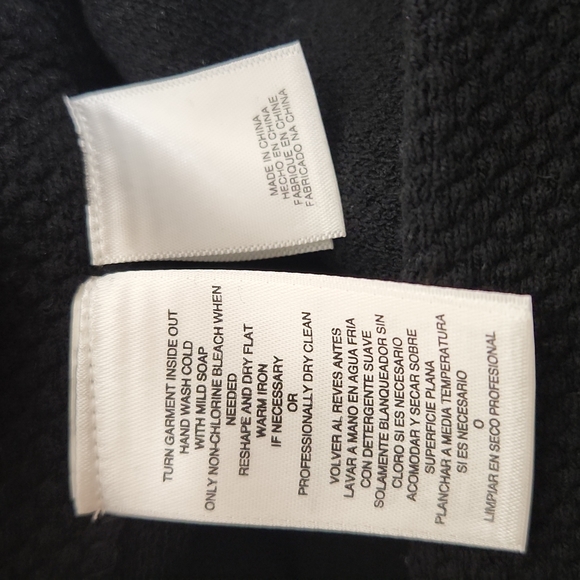 MADE IN CHINA
HECHO EN CHINE
FABRIQUE EN CHINA
FABRICADO NA CHINA
TURN GARMENT INSIDE OUT
HAND WASH COLD
WITH MILD SOAP
ONLY NON-CHLORINE BLEACH WHEN
NEEDED
RESHAPE AND DRY FLAT
WARM IRON
IF NECESSARY
OR
PROFESSIONALLY DRY CLEAN
VOLVER AL REVES ANTES
LAVAR A MANO EN AGUA FRIA
CON DETERGENTE SUAVE
SOLAMENTE BLANQUEADOR SIN
CLORO SI ES NECESARIO
ACOMODAR Y SECAR SOBRE
SUPERFICIE PLANA
PLANCHAR A MEDIA TEMPERATURA
SI ES NECESARIO
O
LIMPIAR EN SECO PROFESIONAL